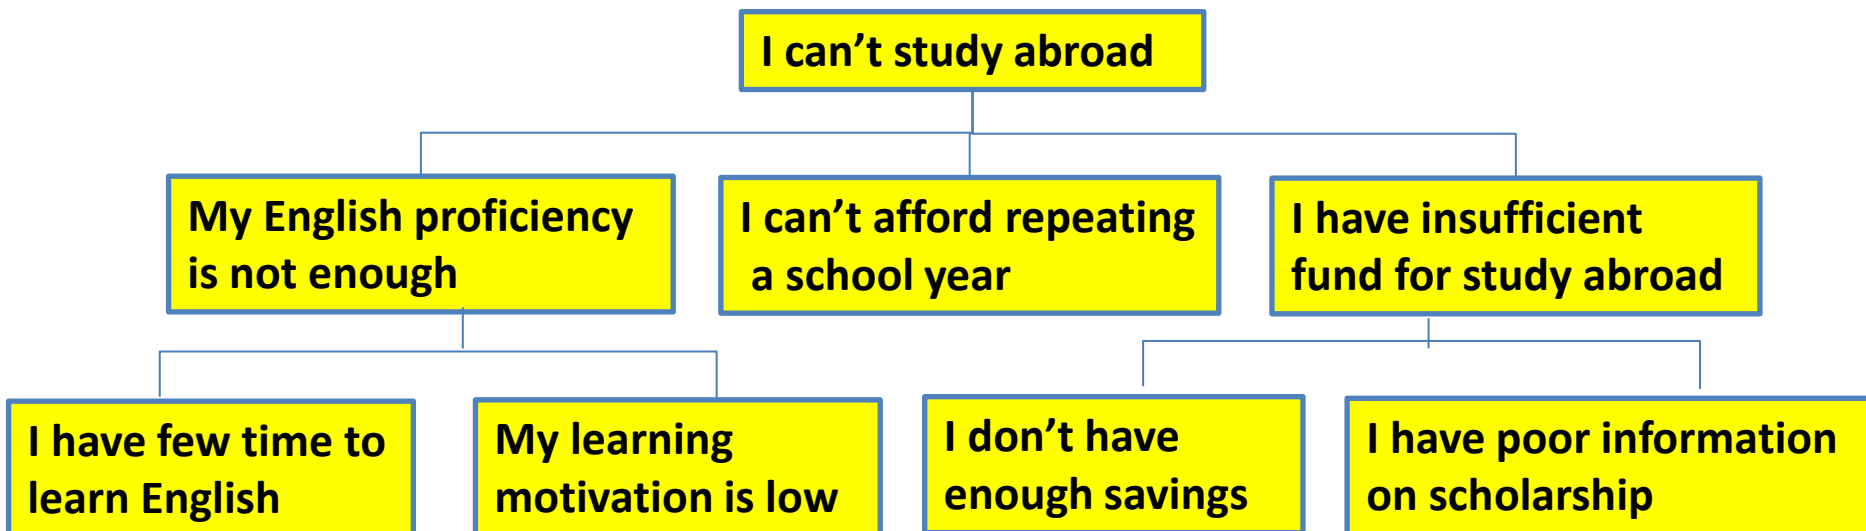 I can’t study abroad
My English proficiency
is not enough
I can’t afford repeating
a school year
I have insufficient
fund for study abroad
I have few time to
learn English
My learning
motivation is low
I don’t have
enough savings
I have poor information
on scholarship